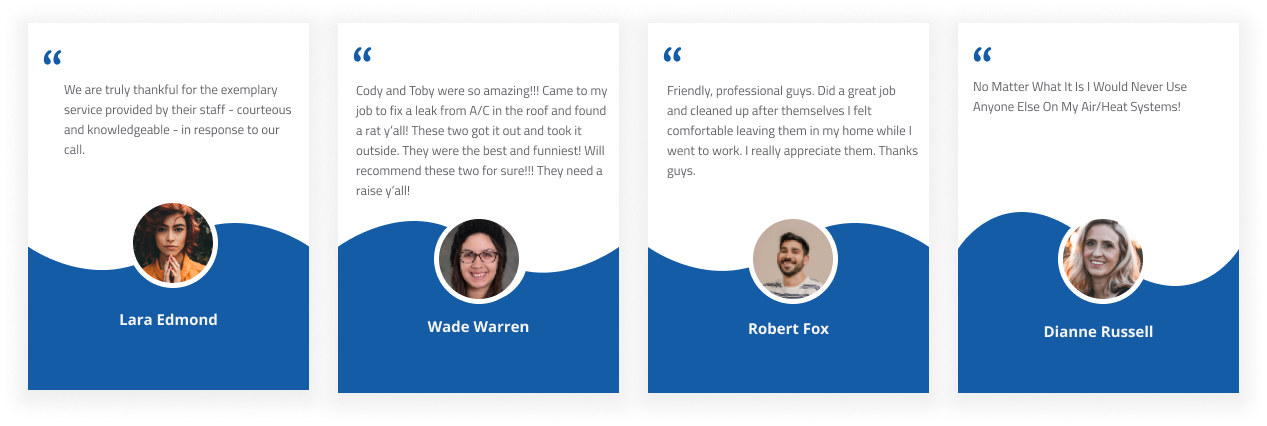 “
We are truly thankful for the exemplary
service provided by their staff - courteous
and knowledgeable - in response to our
call.
Lara Edmond
“
Cody and Toby were so amazing!!! Came to my
job to fix a leak from A/C in the roof and found
a rat y’all! These two got it out and took it
outside. They were the best and funniest! Will
recommend these two for sure!!! They need a
raise y’all!
Wade Warren
“
Friendly, professional guys. Did a great job
and cleaned up after themselves I felt
comfortable leaving them in my home while I
went to work. I really appreciate them. Thanks
guys.
Robert Fox
“
No Matter What It Is I Would Never Use
Anyone Else On My Air/Heat Systems!
Dianne Russell